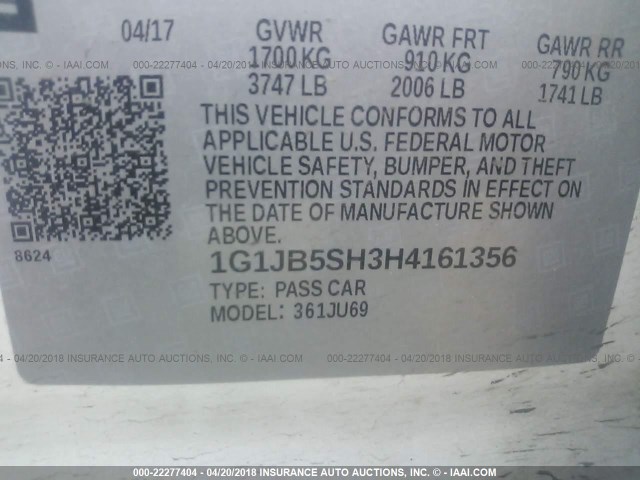 04/17 GVWR GAWR FRT GAWR RR
1700 KG 910 KG 790 KG
3747 LB 2006 LB 1741 LB
THIS VEHICLE CONFORMS TO ALL
APPLICABLE U.S. FEDERAL MOTOR
VEHICLE SAFETY, BUMPER, AND THEFT
PREVENTION STANDARDS IN EFFECT ON
THE DATE OF MANUFACTURE SHOWN
ABOVE.
8624
1G1JB5SH3H4161356
TYPE: PASS CAR
MODEL: 361JU69
000-22277404 - 04/20/2018 INSURANCE AUTO AUCTIONS, INC. - © IAAI.COM